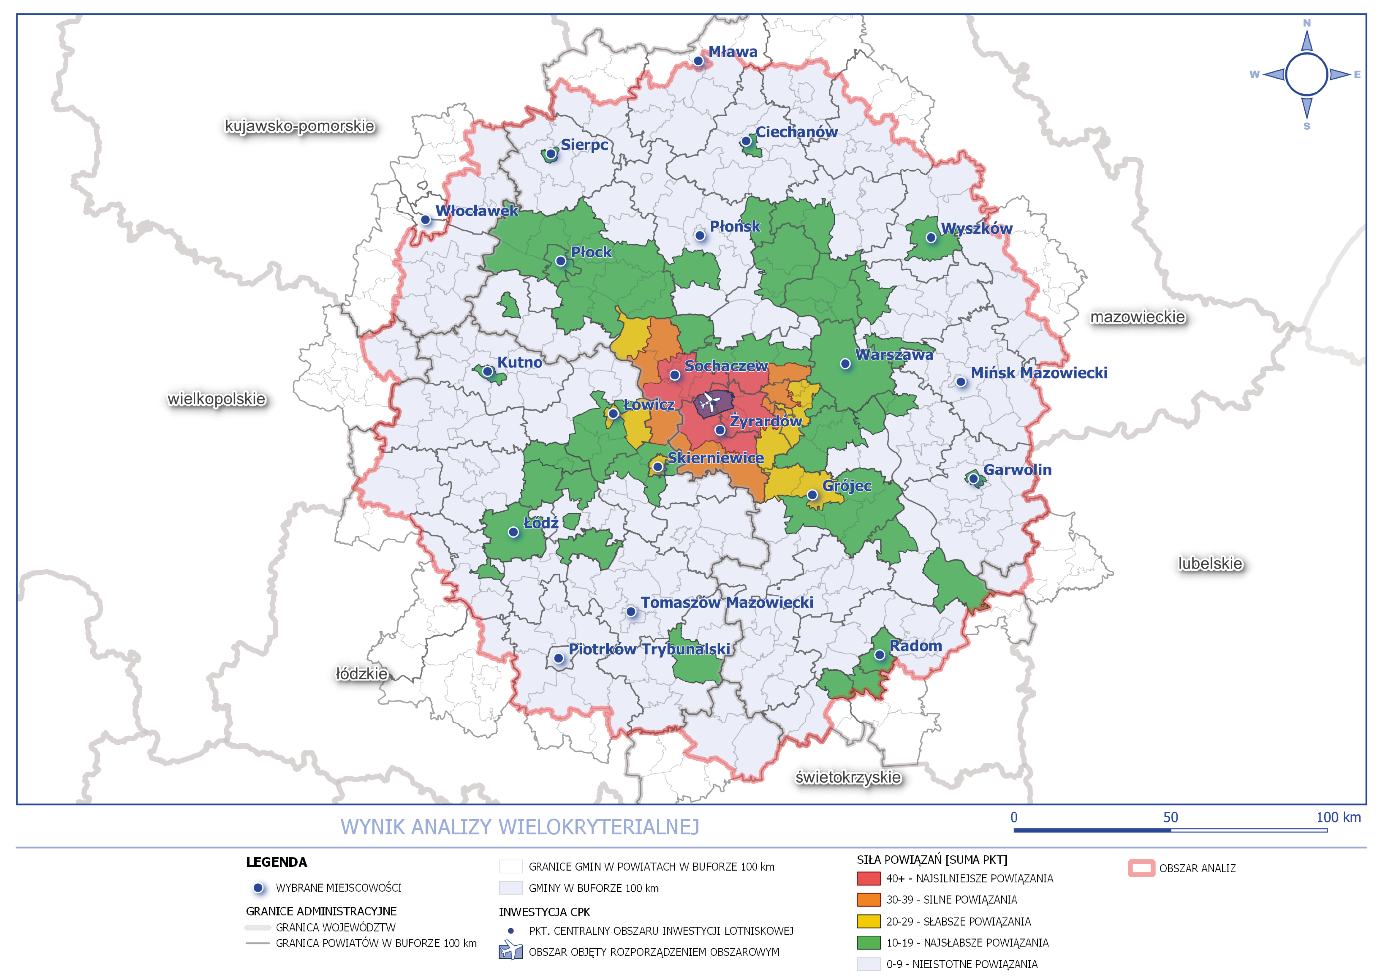 N
W
E
S
Mława
kujawsko-pomorskie
Ciechanów
Sierpc
Włocławek
Płońsk
Wyszków
Płock
mazowieckie
Warszawa
Kutno
Sochaczew
Mińsk Mazowiecki
wielkopolskie
Łowicz
Żyrardów
Skierniewice
Garwolin
Grójec
Łódź
lubelskie
Tomaszów Mazowiecki
Piotrków Trybunalski
Radom
łódzkie
świetokrzyskie
WYNIK ANALIZY WIELOKRYTERIALNEJ
0 50 100 km
LEGENDA
WYBRANE MIEJSCOWOŚCI
GRANICE ADMINISTRACYJNE
GRANICA WOJEWÓDZTW
GRANICA POWIATÓW W BUFORZE 100 km
GRANICE GMIN W POWIATACH W BUFORZE 100 km
GMINY W BUFORZE 100 km
INWESTYCJA CPK
PKT. CENTRALNY OBSZARU INWESTYCJI LOTNISKOWEJ
OBSZAR OBJĘTY ROZPORZĄDZENIEM OBSZAROWYM
SIŁA POWIĄZAŃ [SUMA PKT]
40+ - NAJSILNIEJSZE POWIĄZANIA
30-39 - SILNE POWIĄZANIA
20-29 - SŁABSZE POWIĄZANIA
10-19 - NAJSŁABSZE POWIĄZANIA
0-9 - NIEISTOTNE POWIĄZANIA
OBSZAR ANALIZ